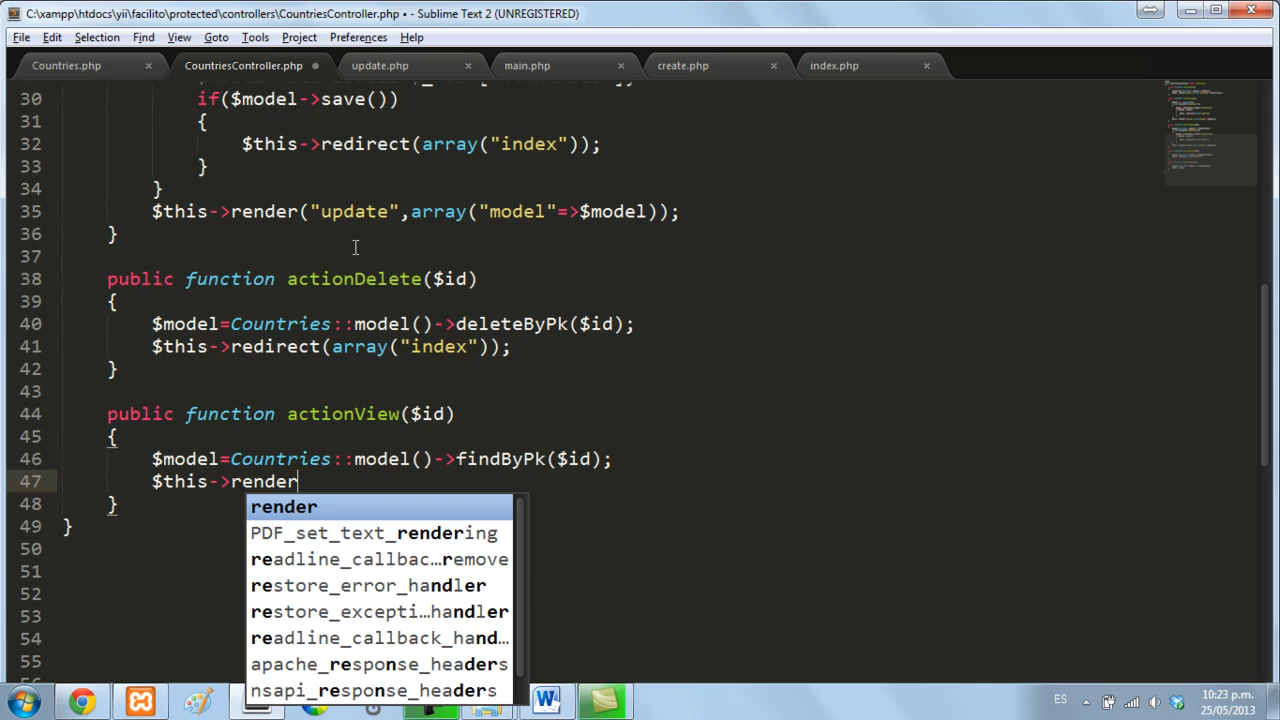 C:\xampp\htdocs\yii\facilito\protected\controllers\CountriesController.php • - Sublime Text 2 (UNREGISTERED)
File Edit Selection Find View Goto Tools Project Preferences Help
Countries.php CountriesController.php update.php main.php create.php index.php
30 if($model->save())
31 {
32 $this->redirect(array("index"));
33 }
34 }
35 $this->render("update",array("model"=>$model));
36 }
37
38 public function actionDelete($id)
39 {
40 $model=Countries::model()->deleteByPk($id);
41 $this->redirect(array("index"));
42 }
43
44 public function actionView($id)
45 {
46 $model=Countries::model()->findByPk($id);
47 $this->render
48 }
49 }
50
51
52
53
54
55
render
PDF_set_text_rendering
readline_callbac…remove
restore_error_handler
restore_excepti…handler
readline_callback_hand…
apache_response_headers
nsapi_response_headers
ES 10:23 p.m.
25/05/2013